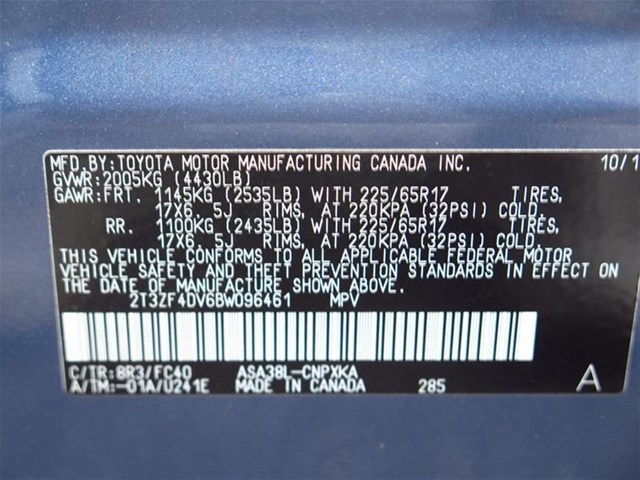 MFD.BY:TOYOTA MOTOR MANUFACTURING CANADA INC. 10/1
GVWR:2005KG (4430LB)
GAWR:FRT. 1145KG (2535LB) WITH 225/65R17 TIRES,
17X6. 5J RIMS, AT 220KPA (32PSI) COLD.
RR. 1100KG (2435LB) WITH 225/65R17 TIRES,
17X6. 5J RIMS, AT 220KPA (32PSI) COLD.
THIS VEHICLE CONFORMS TO ALL APPLICABLE FEDERAL MOTOR
VEHICLE SAFETY AND THEFT PREVENTION STANDARDS IN EFFECT ON
THE DATE OF MANUFACTURE SHOWN ABOVE.
2T3ZF4DV6BW096461 MPV
C/TR:8R3/FC40 ASA38L-CNPXKA
A/TM:-01A/U241E MADE IN CANADA 285 A